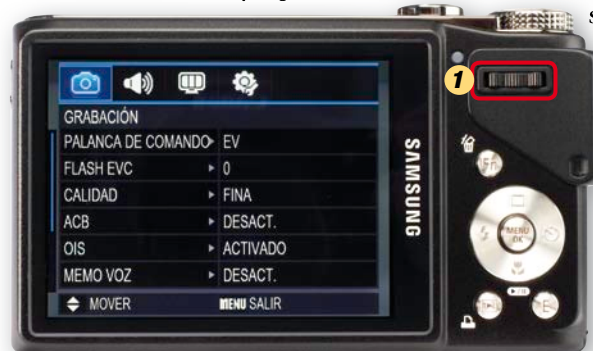 GRABACIÓN
PALANCA DE COMANDO EV
FLASH EVC 0
CALIDAD FINA
ACB DESACT.
OIS ACTIVADO
MEMO VOZ DESACT.
MOVER MENU SALIR
SAMSUNG
1
Fn
MENU
OK
E